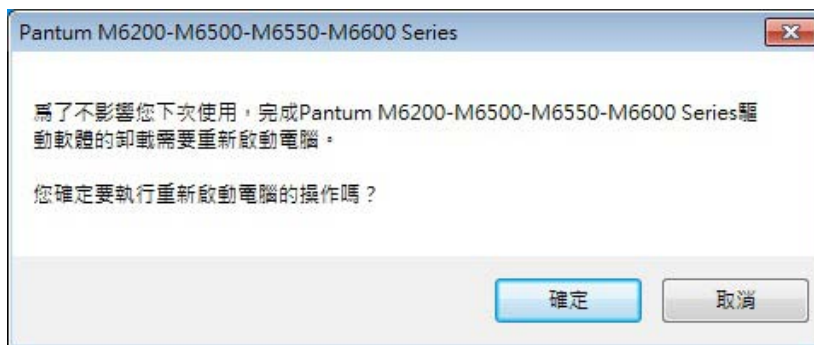 Pantum M6200-M6500-M6550-M6600 Series
爲了不影響您下次使用，完成Pantum M6200-M6500-M6550-M6600 Series驅
動軟體的卸載需要重新啟動電腦。
您確定要執行重新啟動電腦的操作嗎？
確定
取消